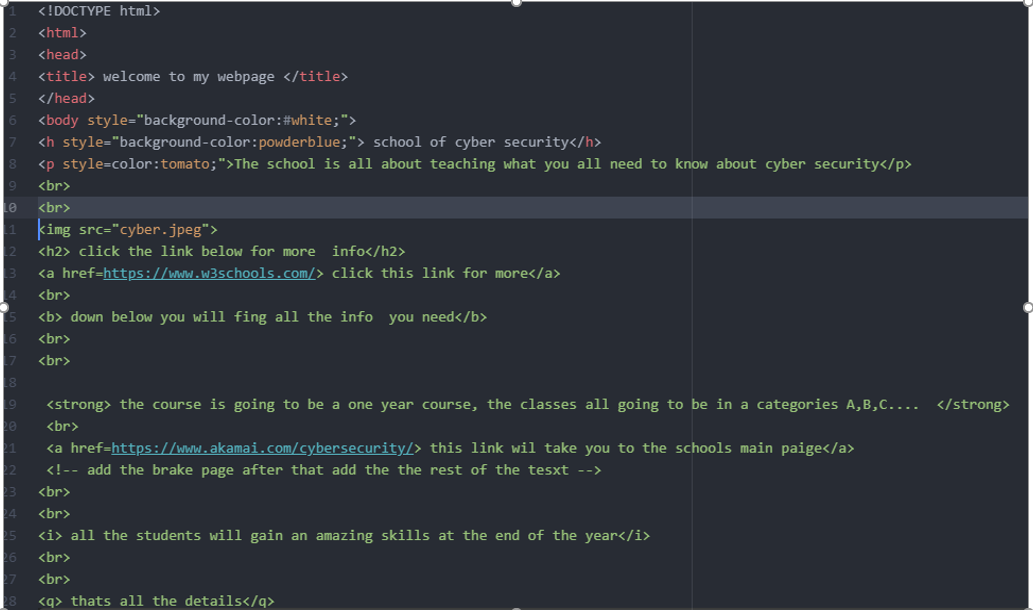 1 <!DOCTYPE html>
2 <html>
3 <head>
4 <title> welcome to my webpage </title>
5 </head>
6 <body style="background-color:#white;">
7 <h style="background-color:powderblue;"> school of cyber security</h>
8 <p style=color:tomato;">The school is all about teaching what you all need to know about cyber security</p>
9 <br>
10 <br>
11 <img src="cyber.jpeg">
12 <h2> click the link below for more  info</h2>
13 <a href=https://www.w3schools.com/> click this link for more</a>
14 <br>
15 <b> down below you will fing all the info  you need</b>
16 <br>
17 <br>
18
19 <strong> the course is going to be a one year course, the classes all going to be in a categories A,B,C....  </strong>
20 <br>
21 <a href=https://www.akamai.com/cybersecurity/> this link wil take you to the schools main paige</a>
22 <!-- add the brake page after that add the the rest of the tesxt -->
23 <br>
24 <br>
25 <i> all the students will gain an amazing skills at the end of the year</i>
26 <br>
27 <br>
28 <q> thats all the details</q>